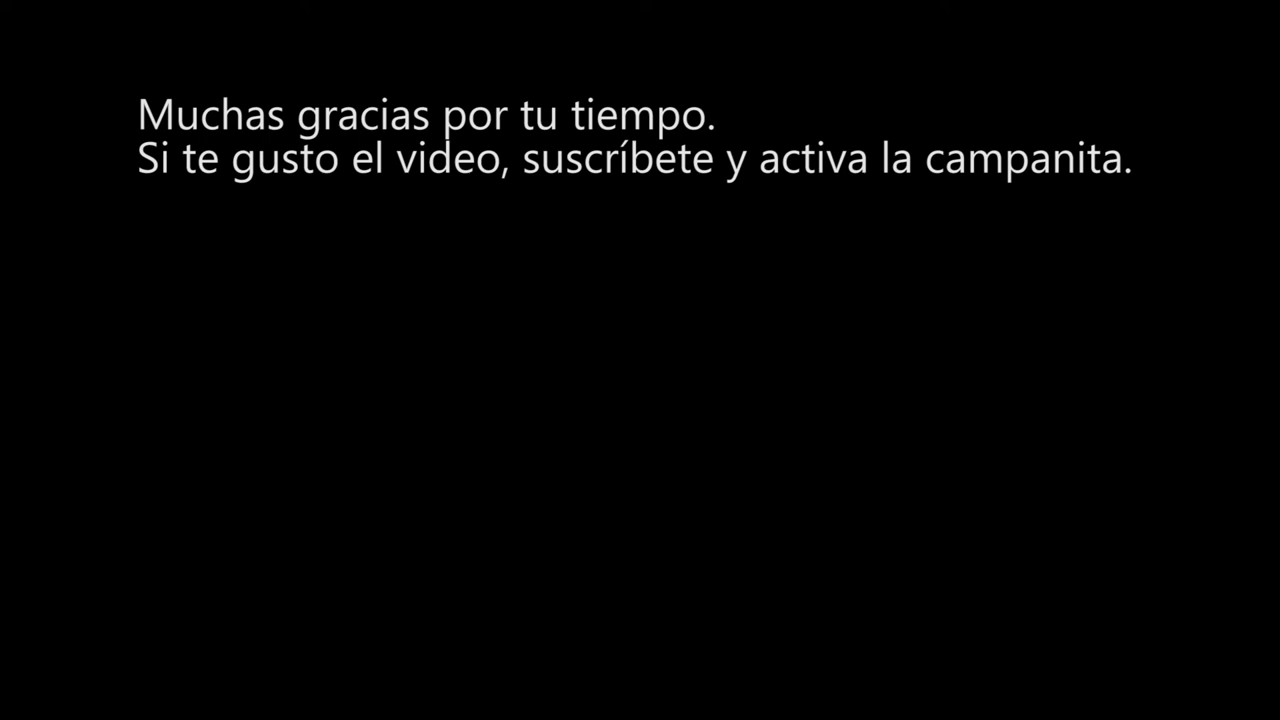 Muchas gracias por tu tiempo.
Si te gusto el video, suscríbete y activa la campanita.